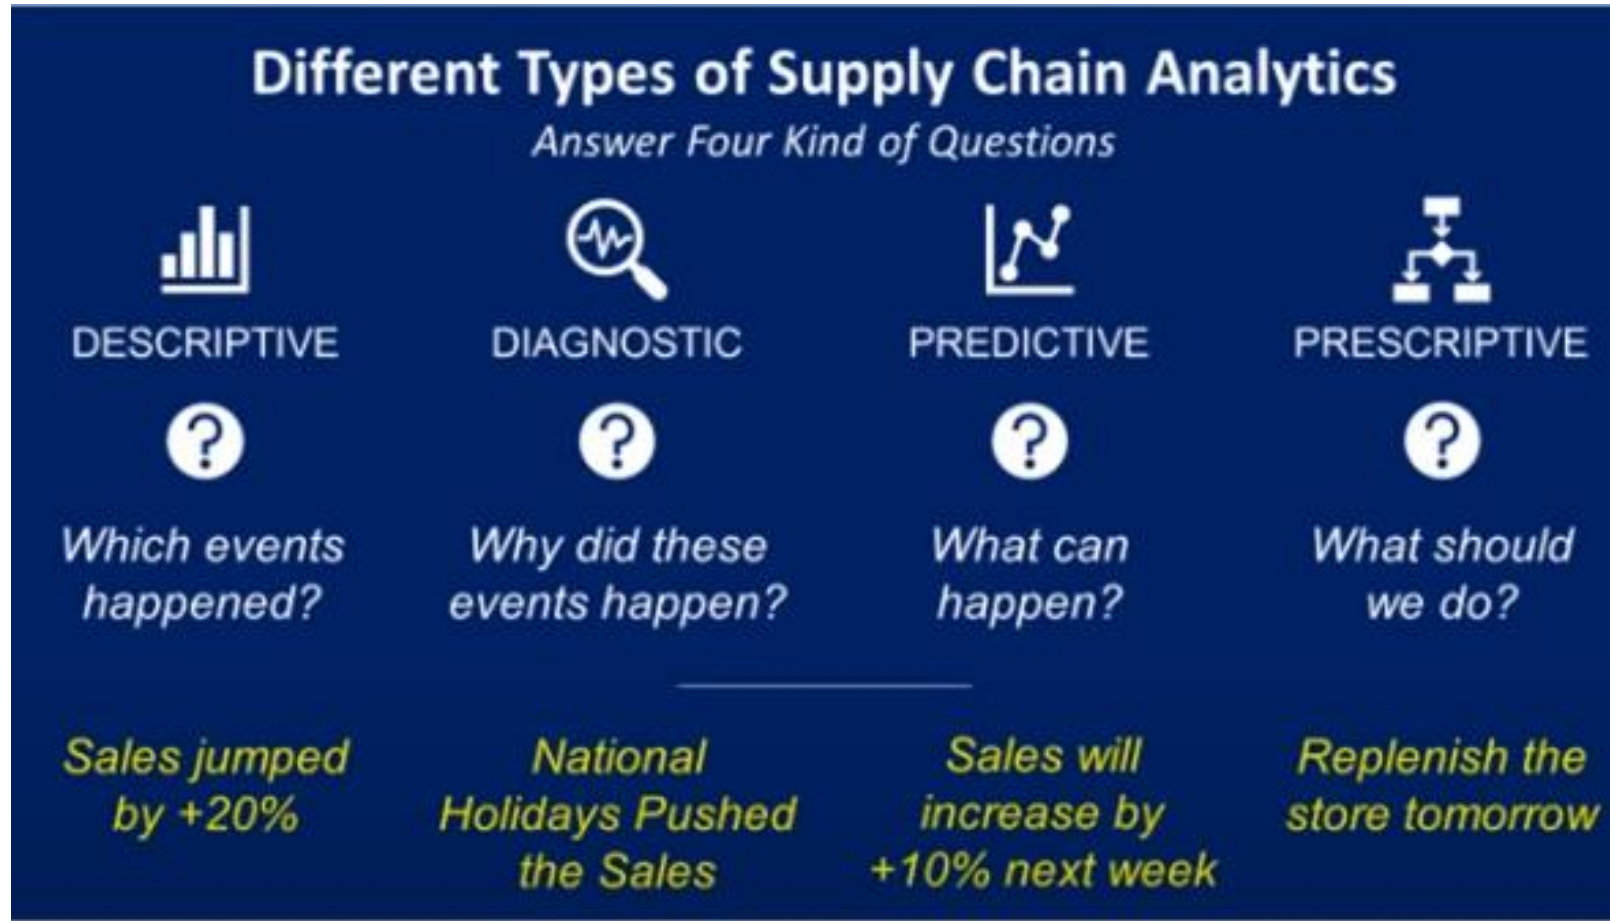 Different Types of Supply Chain Analytics
Answer Four Kind of Questions
DESCRIPTIVE
?
Which events
happened?
Sales jumped
by +20%
DIAGNOSTIC
?
Why did these
events happen?
National
Holidays Pushed
the Sales
PREDICTIVE
?
What can
happen?
Sales will
increase by
+10% next week
PRESCRIPTIVE
?
What should
we do?
Replenish the
store tomorrow